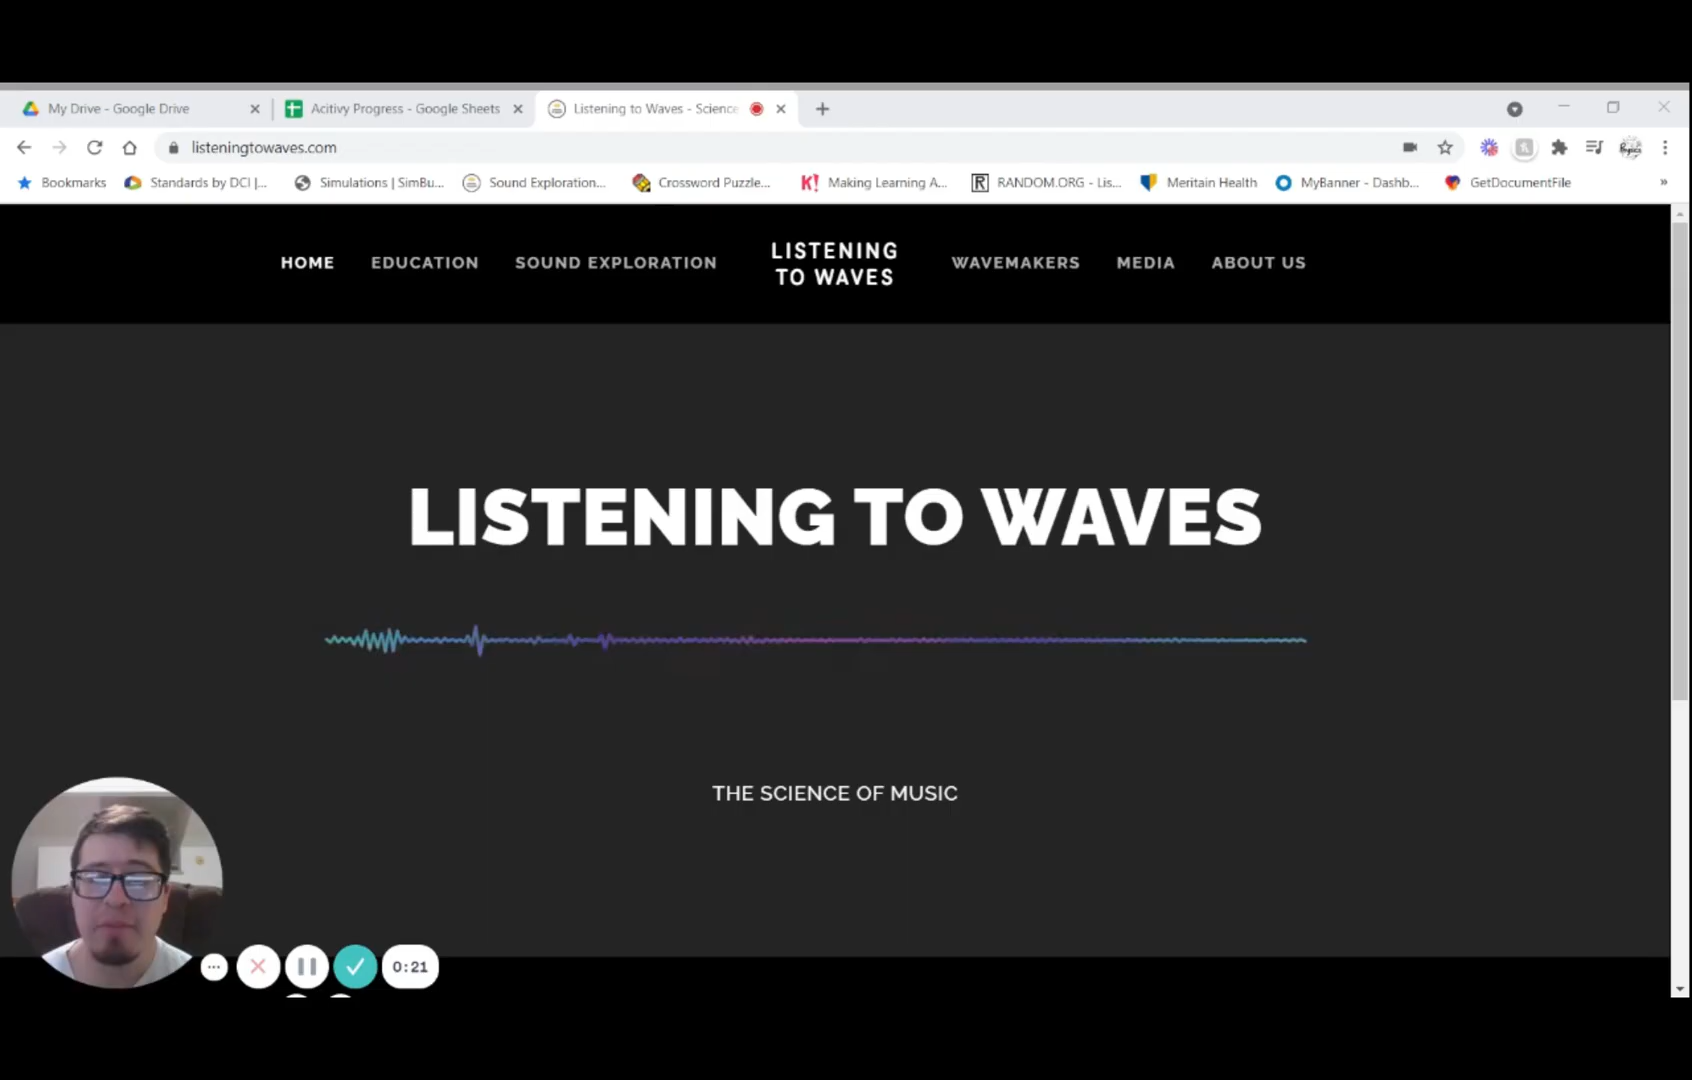 My Drive - Google Drive
Acitivy Progress - Google Sheets
Listening to Waves - Science
listeningtowaves.com
Bookmarks
Standards by DCI |...
Simulations | SimBu...
Sound Exploration...
Crossword Puzzle...
K!
Making Learning A...
R
RANDOM.ORG - Lis...
Meritain Health
MyBanner - Dashb...
GetDocumentFile
»
HOME
EDUCATION
SOUND EXPLORATION
LISTENING
TO WAVES
WAVEMAKERS
MEDIA
ABOUT US
LISTENING TO WAVES
THE SCIENCE OF MUSIC
0:21